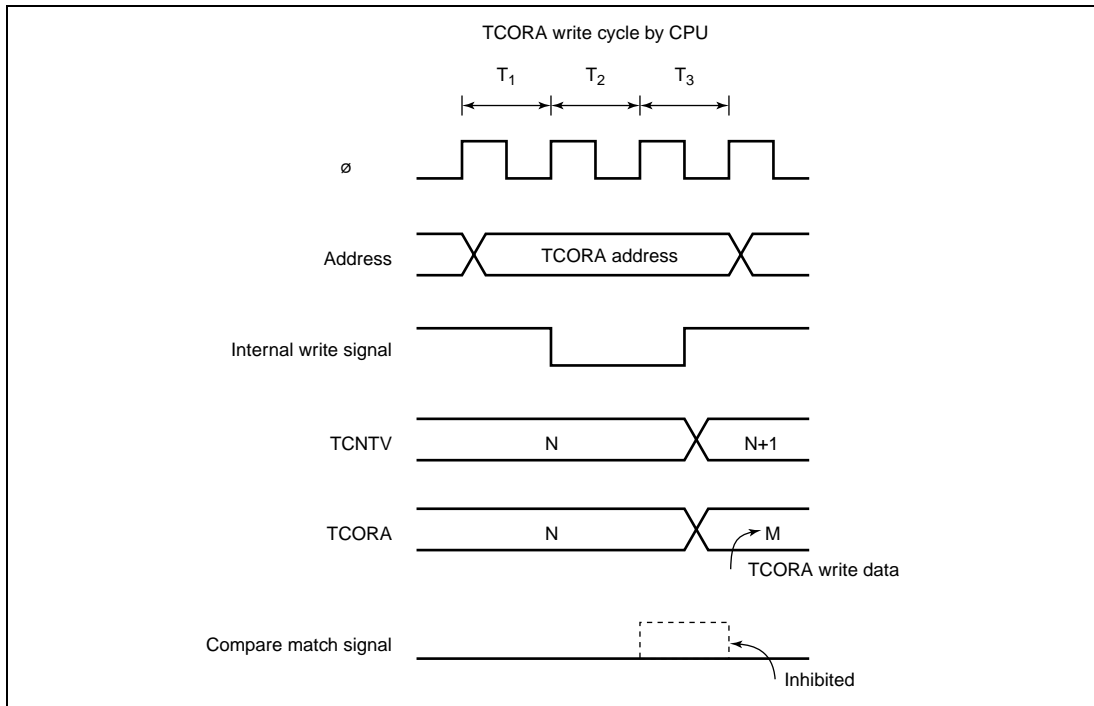 TCORA write cycle by CPU
T1 T2 T3
ø
Address TCORA address
Internal write signal
TCNTV N N+1
TCORA N M
TCORA write data
Compare match signal
Inhibited